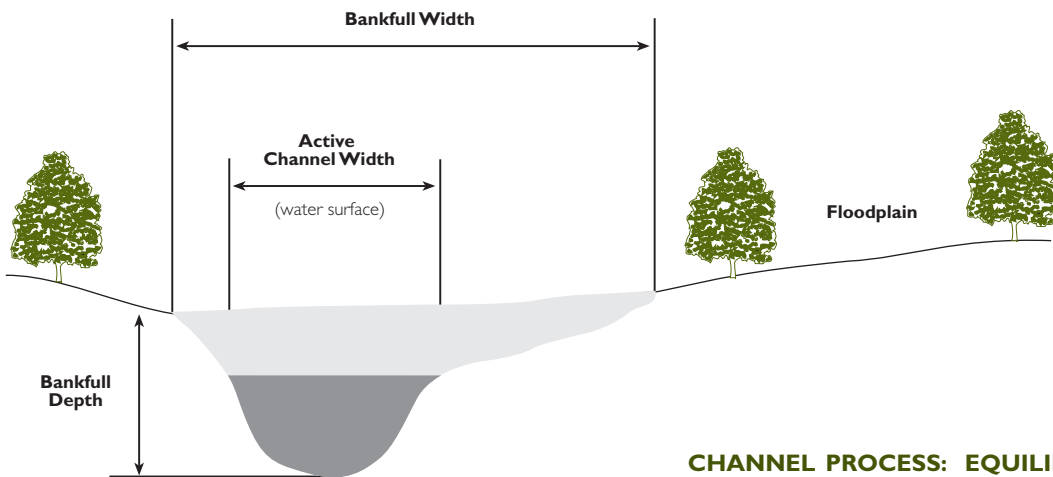 Bankfull Width
Active
Channel Width
(water surface)
Floodplain
Bankfull
Depth
CHANNEL PROCESS: EQUILI